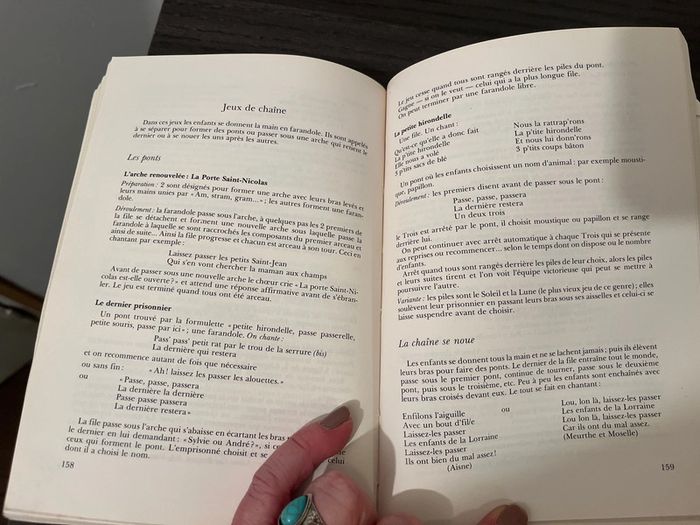 Jeux de chaîne
Dans ces jeux les enfants se donnent la main en farandole. Ils sont appelés
à se séparer pour former des ponts ou passer sous une arche qui retient le
dernier ou à se nouer les uns après les autres.
Les ponts
L'arche renouvelée : La Porte Saint-Nicolas
Préparation : 2 sont désignés pour former une arche avec leurs bras levés et
leurs mains unies par « Am, stram, gram... » ; les autres forment une faran-
dole.
Déroulement : la farandole passe sous l'arche, à quelques pas les 2 premiers de
la file se détachent et forment une nouvelle arche sous laquelle passe la
farandole à laquelle se sont raccrochés les composants du premier arceau et
ainsi de suite.. Ainsi la file progresse et chacun est arceau à son tour. Ceci en
chantant par exemple :
Laissez passer les petits Saint-Jean
Qui s'en vont chercher la maman aux champs
Avant de passer sous une nouvelle arche le chœur crie « La porte Saint-Ni-
colas est-elle ouverte ? » et attend une réponse affirmative avant de s'ébran-
ler. Le jeu est terminé quand tous ont été arceau.
Le dernier prisonnier
Un pont trouvé par la formulette « petite hirondelle, passe passerelle,
petite souris, passe par ici » ; une farandole. On chante :
Pass' pass' petit rat par le trou de la serrure (bis)
La dernière qui restera
et on recommence autant de fois que nécessaire
ou sans fin : « Ah ! laissez les passer les alouettes. »
ou « Passe, passe, passera
La dernière la dernière
Passe passe passera
La dernière restera »
La file passe sous l'arche qui s'abaisse en écartant les bras
le dernier en lui demandant : « Sylvie ou André ? », si c
ceux qui forment le pont. L'emprisonné choisit et se
dont il a choisi le nom. celui
158
Le jeu cesse quand tous sont rangés derrière les piles du pont.
Gagne — si on le veut — celui qui a la plus longue file.
On peut terminer par une farandole libre.
La petite hirondelle
Une file. Un chant :
Qu'est-ce qu'elle a donc fait
La p'tite hirondelle
Elle nous a volé
3 p'tits sacs de blé
Nous la rattrap'rons
La p'tite hirondelle
Et nous lui donn'rons
3 p'tits coups bâton
Un pont où les enfants choisissent un nom d'animal : par exemple mousti-
que, papillon.
Déroulement : les premiers disent avant de passer sous le pont :
Passe, passe, passera
La dernière restera
Un deux trois
le Trois est arrêté par le pont, il choisit moustique ou papillon et se range
derrière lui.
On peut continuer avec arrêt automatique à chaque Trois qui se présente
aux reprises ou recommencer... selon le temps dont on dispose ou le nombre
d'enfants.
Arrêt quand tous sont rangés derrière les piles de leur choix, alors les piles
et leurs suites tirent et l'on voit l'équipe victorieuse qui peut se mettre à
poursuivre l'autre.
Variante : les piles sont le Soleil et la Lune (le plus vieux jeu de ce genre) ; elles
soulèvent leur prisonnier en passant leurs bras sous ses aisselles et celui-ci se
laisse suspendre avant de choisir.
La chaîne se noue
Les enfants se donnent tous la main et ne se lachent jamais ; puis ils élèvent
leurs bras pour faire des ponts. Le dernier de la file entraîne tout le monde,
passe sous le premier pont, continue de tourner, passe sous le deuxième
pont, puis sous le troisième, etc. Peu à peu les enfants sont enchaînés avec
leurs bras croisés devant eux. Le tout se fait en chantant :
Enfilons l'aiguille ou
Avec un bout d'fil/e
Laissez-les passer
Les enfants de la Lorraine
Laissez-les passer
Ils ont bien du mal assez !
(Aisne)
Lou, lon là, laissez-les passer
Les enfants de la Lorraine
Lou lon là, laissez-les passer
Car ils ont du mal assez.
(Meurthe et Moselle)
159